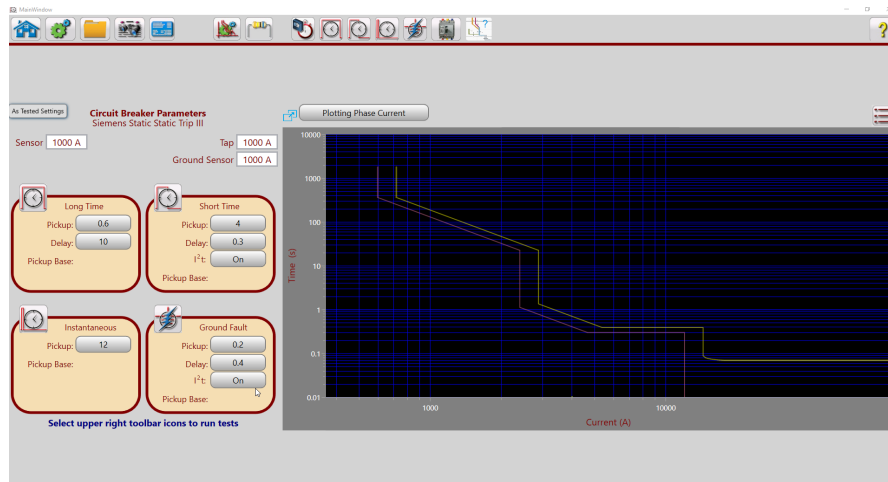 MainWindow
?
?
As Tested Settings
Circuit Breaker Parameters
Siemens Static Static Trip III
Plotting Phase Current
Sensor 1000 A
Tap 1000 A
Ground Sensor 1000 A
Long Time
Pickup: 0.6
Delay: 10
Pickup Base:
Short Time
Pickup: 4
Delay: 0.3
I²t: On
Pickup Base:
Instantaneous
Pickup: 12
Pickup Base:
Ground Fault
Pickup: 0.2
Delay: 0.4
I²t: On
Pickup Base:
Select upper right toolbar icons to run tests
10000
1000
100
10
1
0.1
0.01
Time (s)
1000
10000
Current (A)